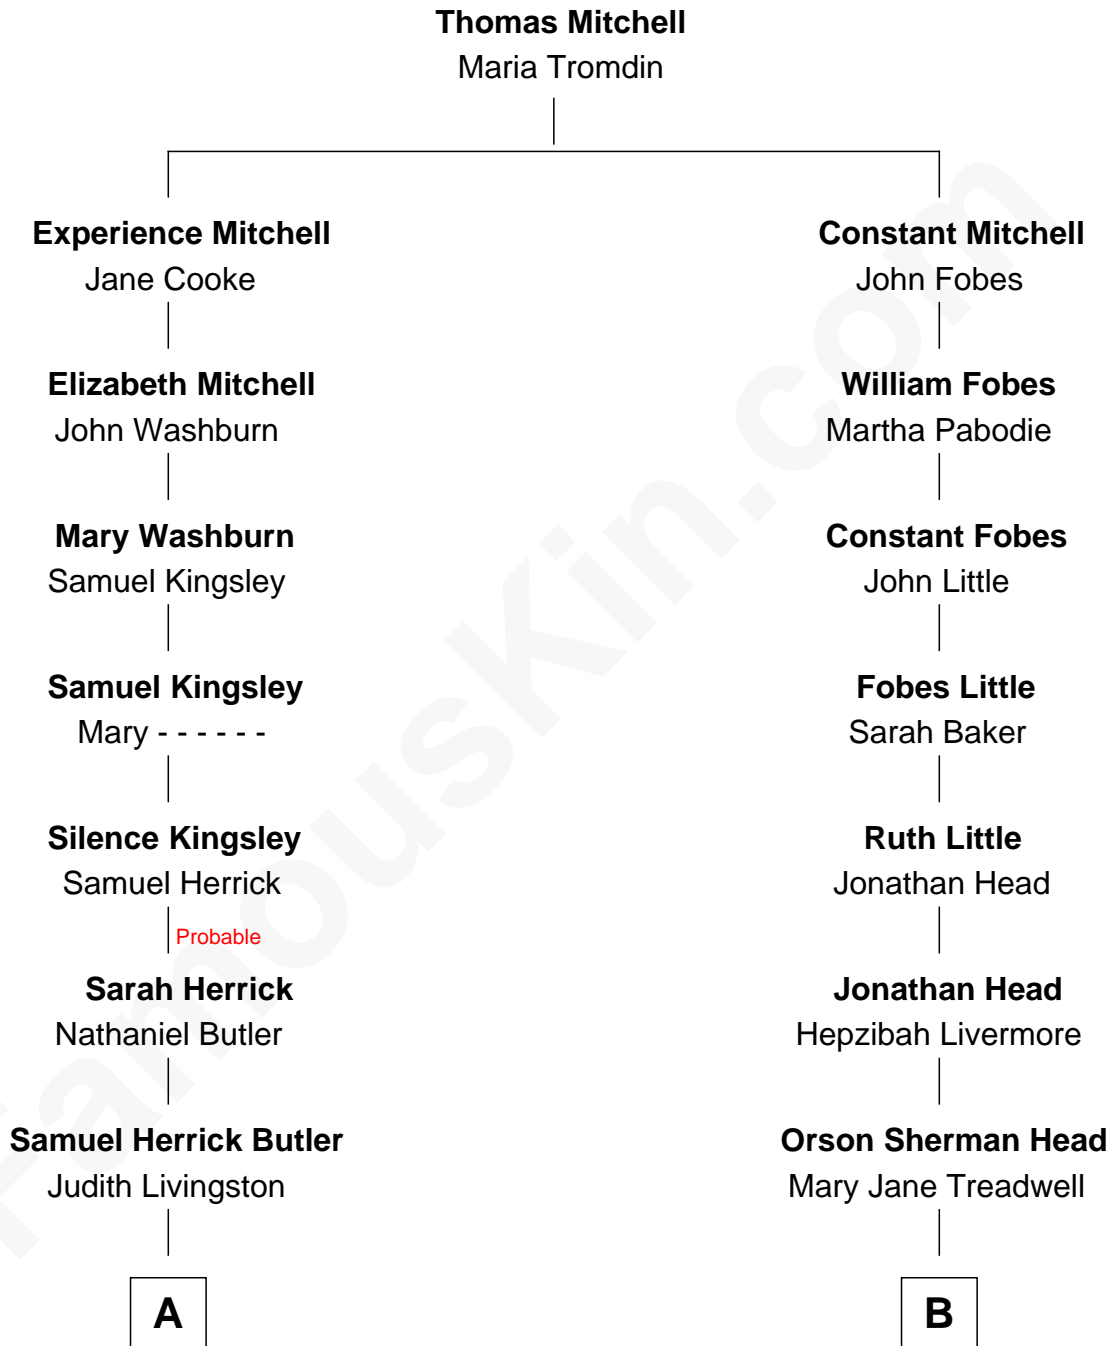 Thomas Mitchell
Maria Tromdin
Experience Mitchell
Jane Cooke
Constant Mitchell
John Fobes
Elizabeth Mitchell
John Washburn
William Fobes
Martha Pabodie
Mary Washburn
Samuel Kingsley
Constant Fobes
John Little
Samuel Kingsley
Mary - - - - - -
Fobes Little
Sarah Baker
Silence Kingsley
Samuel Herrick
Ruth Little
Jonathan Head
Probable
Sarah Herrick
Nathaniel Butler
Jonathan Head
Hepzibah Livermore
Samuel Herrick Butler
Judith Livingston
Orson Sherman Head
Mary Jane Treadwell
A
B
FamousKin.com